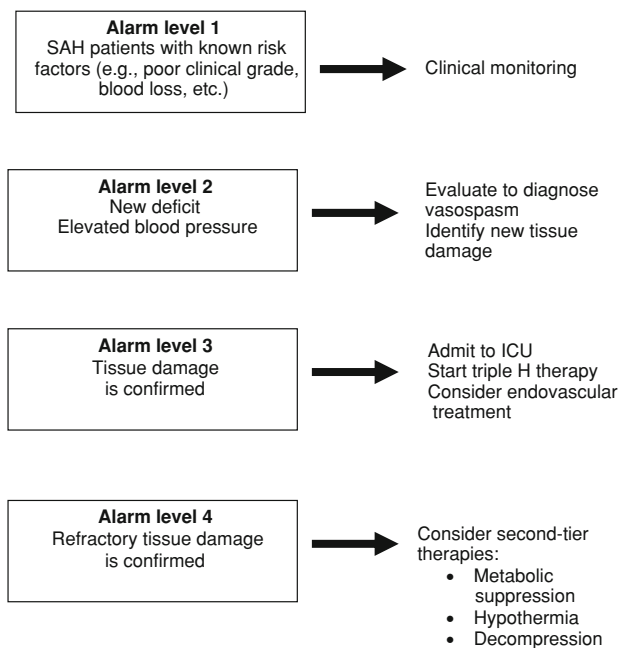 Alarm level 1
SAH patients with known risk
factors (e.g., poor clinical grade,
blood loss, etc.)
Clinical monitoring
Alarm level 2
New deficit
Elevated blood pressure
Evaluate to diagnose
vasospasm
Identify new tissue
damage
Alarm level 3
Tissue damage
is confirmed
Admit to ICU
Start triple H therapy
Consider endovascular
treatment
Alarm level 4
Refractory tissue damage
is confirmed
Consider second-tier
therapies:
• Metabolic
suppression
• Hypothermia
• Decompression